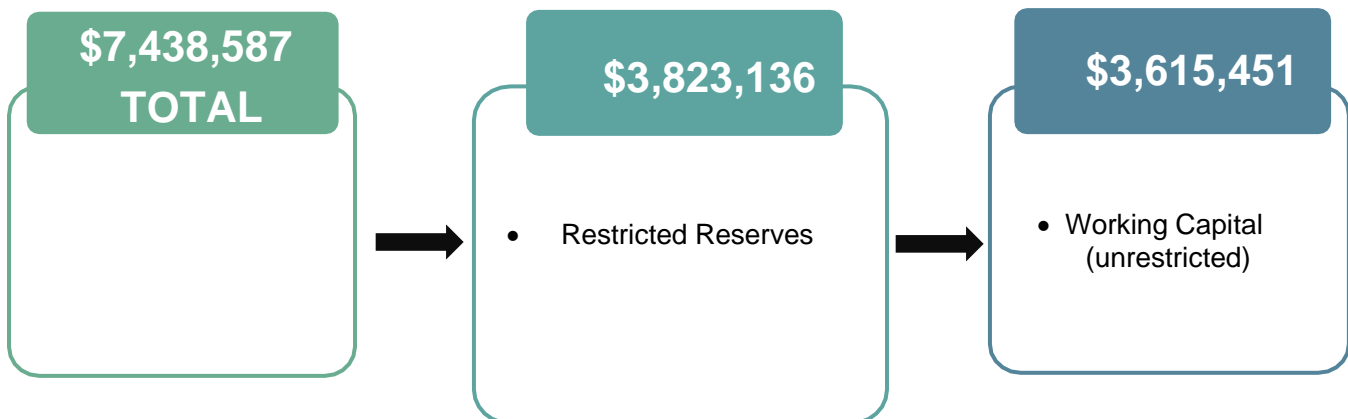 $7,438,587
TOTAL
$3,823,136
• Restricted Reserves
$3,615,451
• Working Capital
(unrestricted)